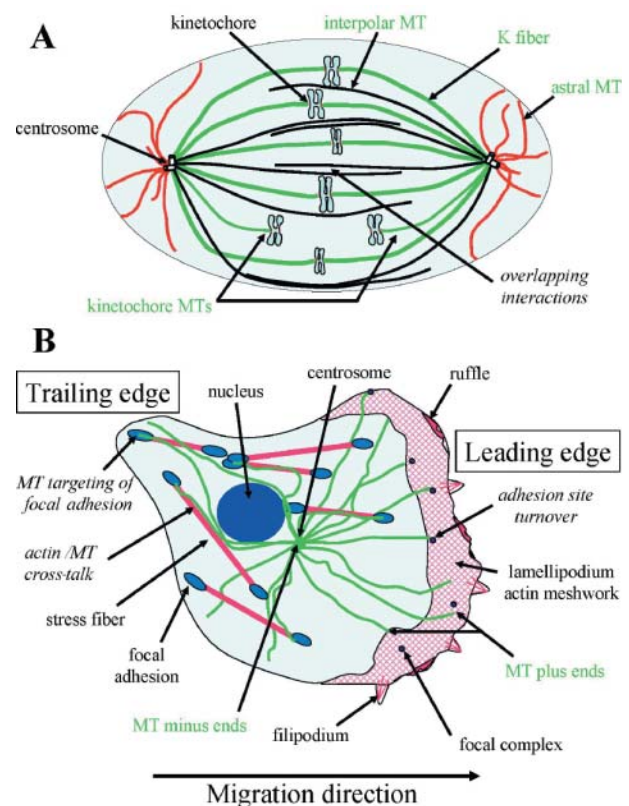 A
kinetochore
interpolar MT
K fiber
astral MT
centrosome
kinetochore MTs
overlapping
interactions
B
centrosome
ruffle
Trailing edge
nucleus
Leading edge
MT targeting of
focal adhesion
adhesion site
turnover
actin /MT
cross-talk
lamellipodium
actin meshwork
stress fiber
focal
adhesion
MT plus ends
MT minus ends
filipodium
focal complex
Migration direction